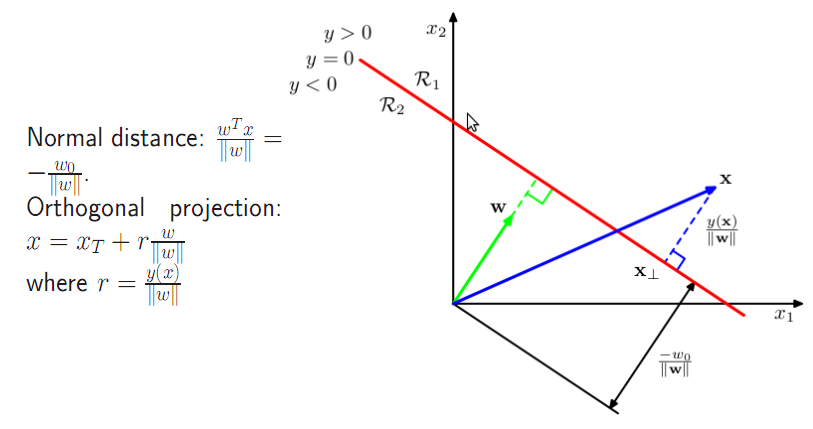 Normal distance: $\frac{w^T x}{\|w\|}$ =
$-\frac{w_0}{\|w\|}$.
Orthogonal projection:
$x = x_T + r\frac{w}{\|w\|}$
where $r = \frac{y(x)}{\|w\|}$
$y > 0$
$y = 0$
$y < 0$
$\mathcal{R}_1$
$\mathcal{R}_2$
$x_2$
$\mathbf{w}$
$\mathbf{x}$
$\frac{y(\mathbf{x})}{\|\mathbf{w}\|}$
$\mathbf{x}_\perp$
$x_1$
$\frac{-w_0}{\|\mathbf{w}\|}$